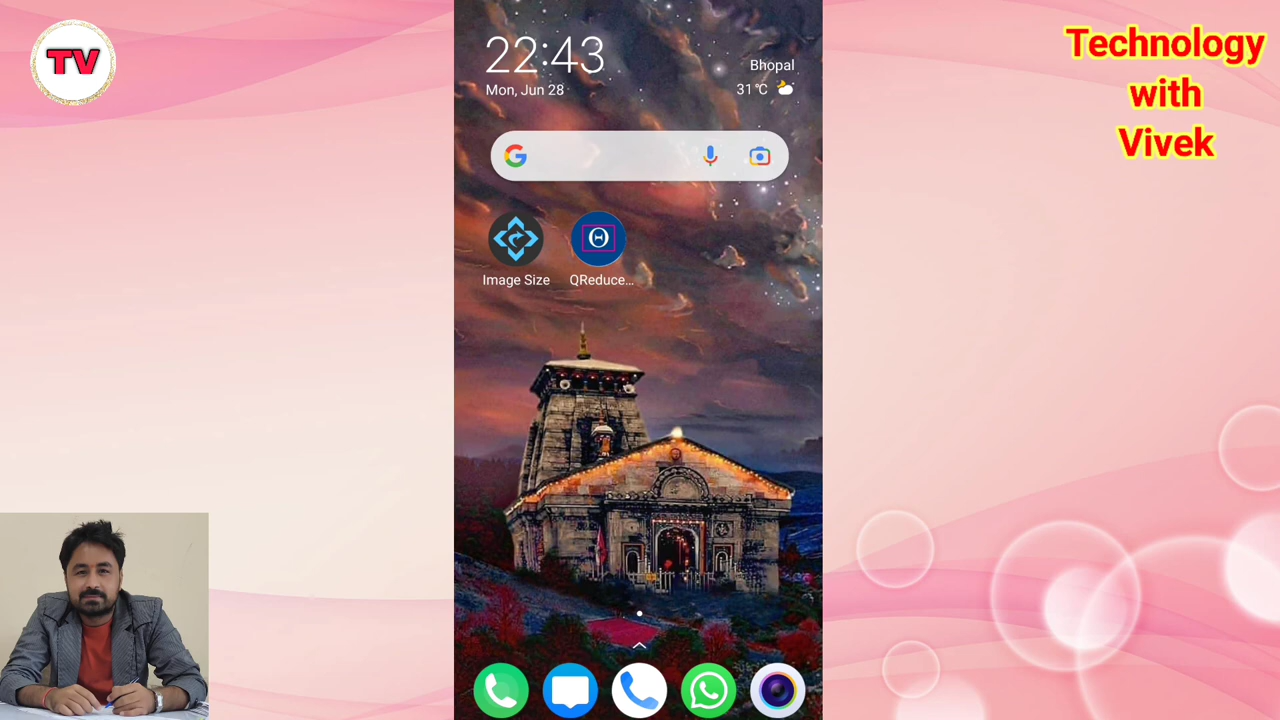 TV
Technology
with
Vivek
22:43
Mon, Jun 28
Bhopal
31°C
Image Size
QReduce...